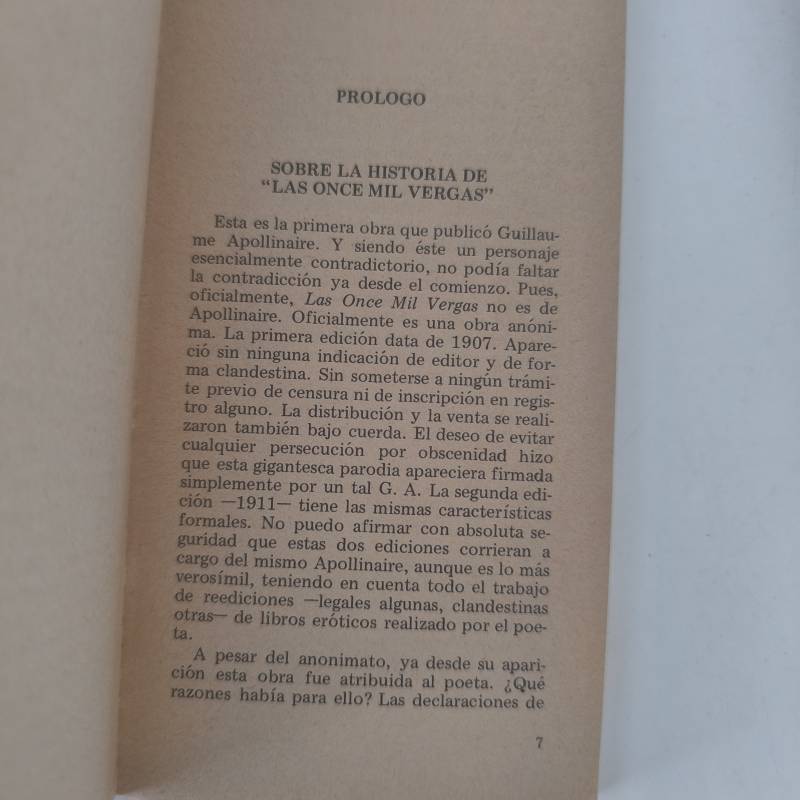 PROLOGO
SOBRE LA HISTORIA DE
“LAS ONCE MIL VERGAS”
Esta es la primera obra que publicó Guillau-
me Apollinaire. Y siendo éste un personaje
esencialmente contradictorio, no podía faltar
la contradicción ya desde el comienzo. Pues,
oficialmente, Las Once Mil Vergas no es de
Apollinaire. Oficialmente es una obra anóni-
ma. La primera edición data de 1907. Apare-
ció sin ninguna indicación de editor y de for-
ma clandestina. Sin someterse a ningún trámi-
te previo de censura ni de inscripción en regis-
tro alguno. La distribución y la venta se reali-
zaron también bajo cuerda. El deseo de evitar
cualquier persecución por obscenidad hizo
que esta gigantesca parodia apareciera firmada
simplemente por un tal G. A. La segunda edi-
ción —1911— tiene las mismas características
formales. No puedo afirmar con absoluta se-
guridad que estas dos ediciones corrieran a
cargo del mismo Apollinaire, aunque es lo más
verosímil, teniendo en cuenta todo el trabajo
de reediciones —legales algunas, clandestinas
otras— de libros eróticos realizado por el poe-
ta.
A pesar del anonimato, ya desde su apari-
ción esta obra fue atribuida al poeta. ¿Qué
razones había para ello? Las declaraciones de
7